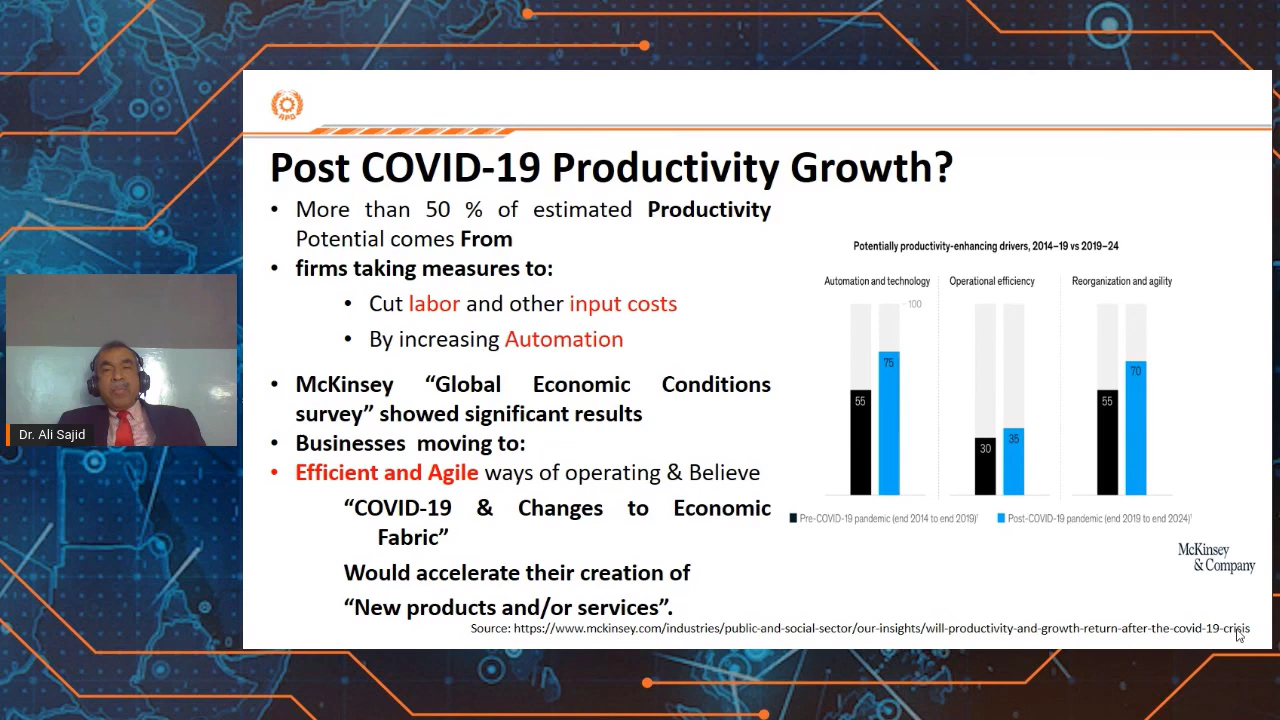 APO
Post COVID-19 Productivity Growth?
• More than 50 % of estimated Productivity
Potential comes From
• firms taking measures to:
• Cut labor and other input costs
• By increasing Automation
• McKinsey “Global Economic Conditions
survey” showed significant results
• Businesses moving to:
• Efficient and Agile ways of operating & Believe
“COVID-19 & Changes to Economic
Fabric”
Would accelerate their creation of
“New products and/or services”.
Potentially productivity-enhancing drivers, 2014–19 vs 2019–24
Automation and technology
Operational efficiency
Reorganization and agility
100
55
75
30
35
55
70
Pre-COVID-19 pandemic (end 2014 to end 2019)¹
Post-COVID-19 pandemic (end 2019 to end 2024)¹
McKinsey
& Company
Source: https://www.mckinsey.com/industries/public-and-social-sector/our-insights/will-productivity-and-growth-return-after-the-covid-19-crisis
Dr. Ali Sajid